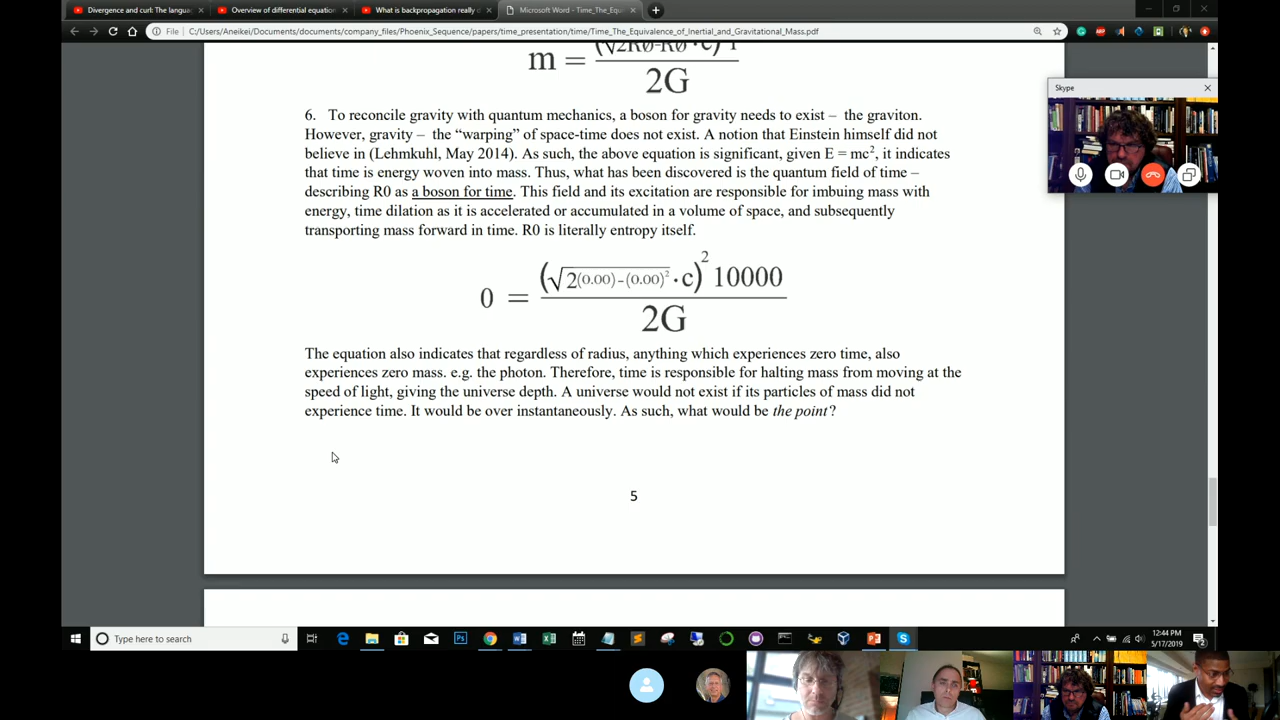 Divergence and curl: The langua
Overview of differential equation
What is backpropagation really d
Microsoft Word - Time_The_Equi
File | C:/Users/Aneikei/Documents/documents/company_files/Phoenix_Sequence/papers/time_presentation/time/Time_The_Equivalence_of_Inertial_and_Gravitational_Mass.pdf
m =
2G
Skype
6. To reconcile gravity with quantum mechanics, a boson for gravity needs to exist – the graviton.
However, gravity – the “warping” of space-time does not exist. A notion that Einstein himself did not
believe in (Lehmkuhl, May 2014). As such, the above equation is significant, given E = mc², it indicates
that time is energy woven into mass. Thus, what has been discovered is the quantum field of time –
describing R0 as a boson for time. This field and its excitation are responsible for imbuing mass with
energy, time dilation as it is accelerated or accumulated in a volume of space, and subsequently
transporting mass forward in time. R0 is literally entropy itself.
0 = (√2(0.00)-(0.00)² · c)² 10000
2G
The equation also indicates that regardless of radius, anything which experiences zero time, also
experiences zero mass. e.g. the photon. Therefore, time is responsible for halting mass from moving at the
speed of light, giving the universe depth. A universe would not exist if its particles of mass did not
experience time. It would be over instantaneously. As such, what would be the point?
5
Type here to search
12:44 PM
5/17/2019